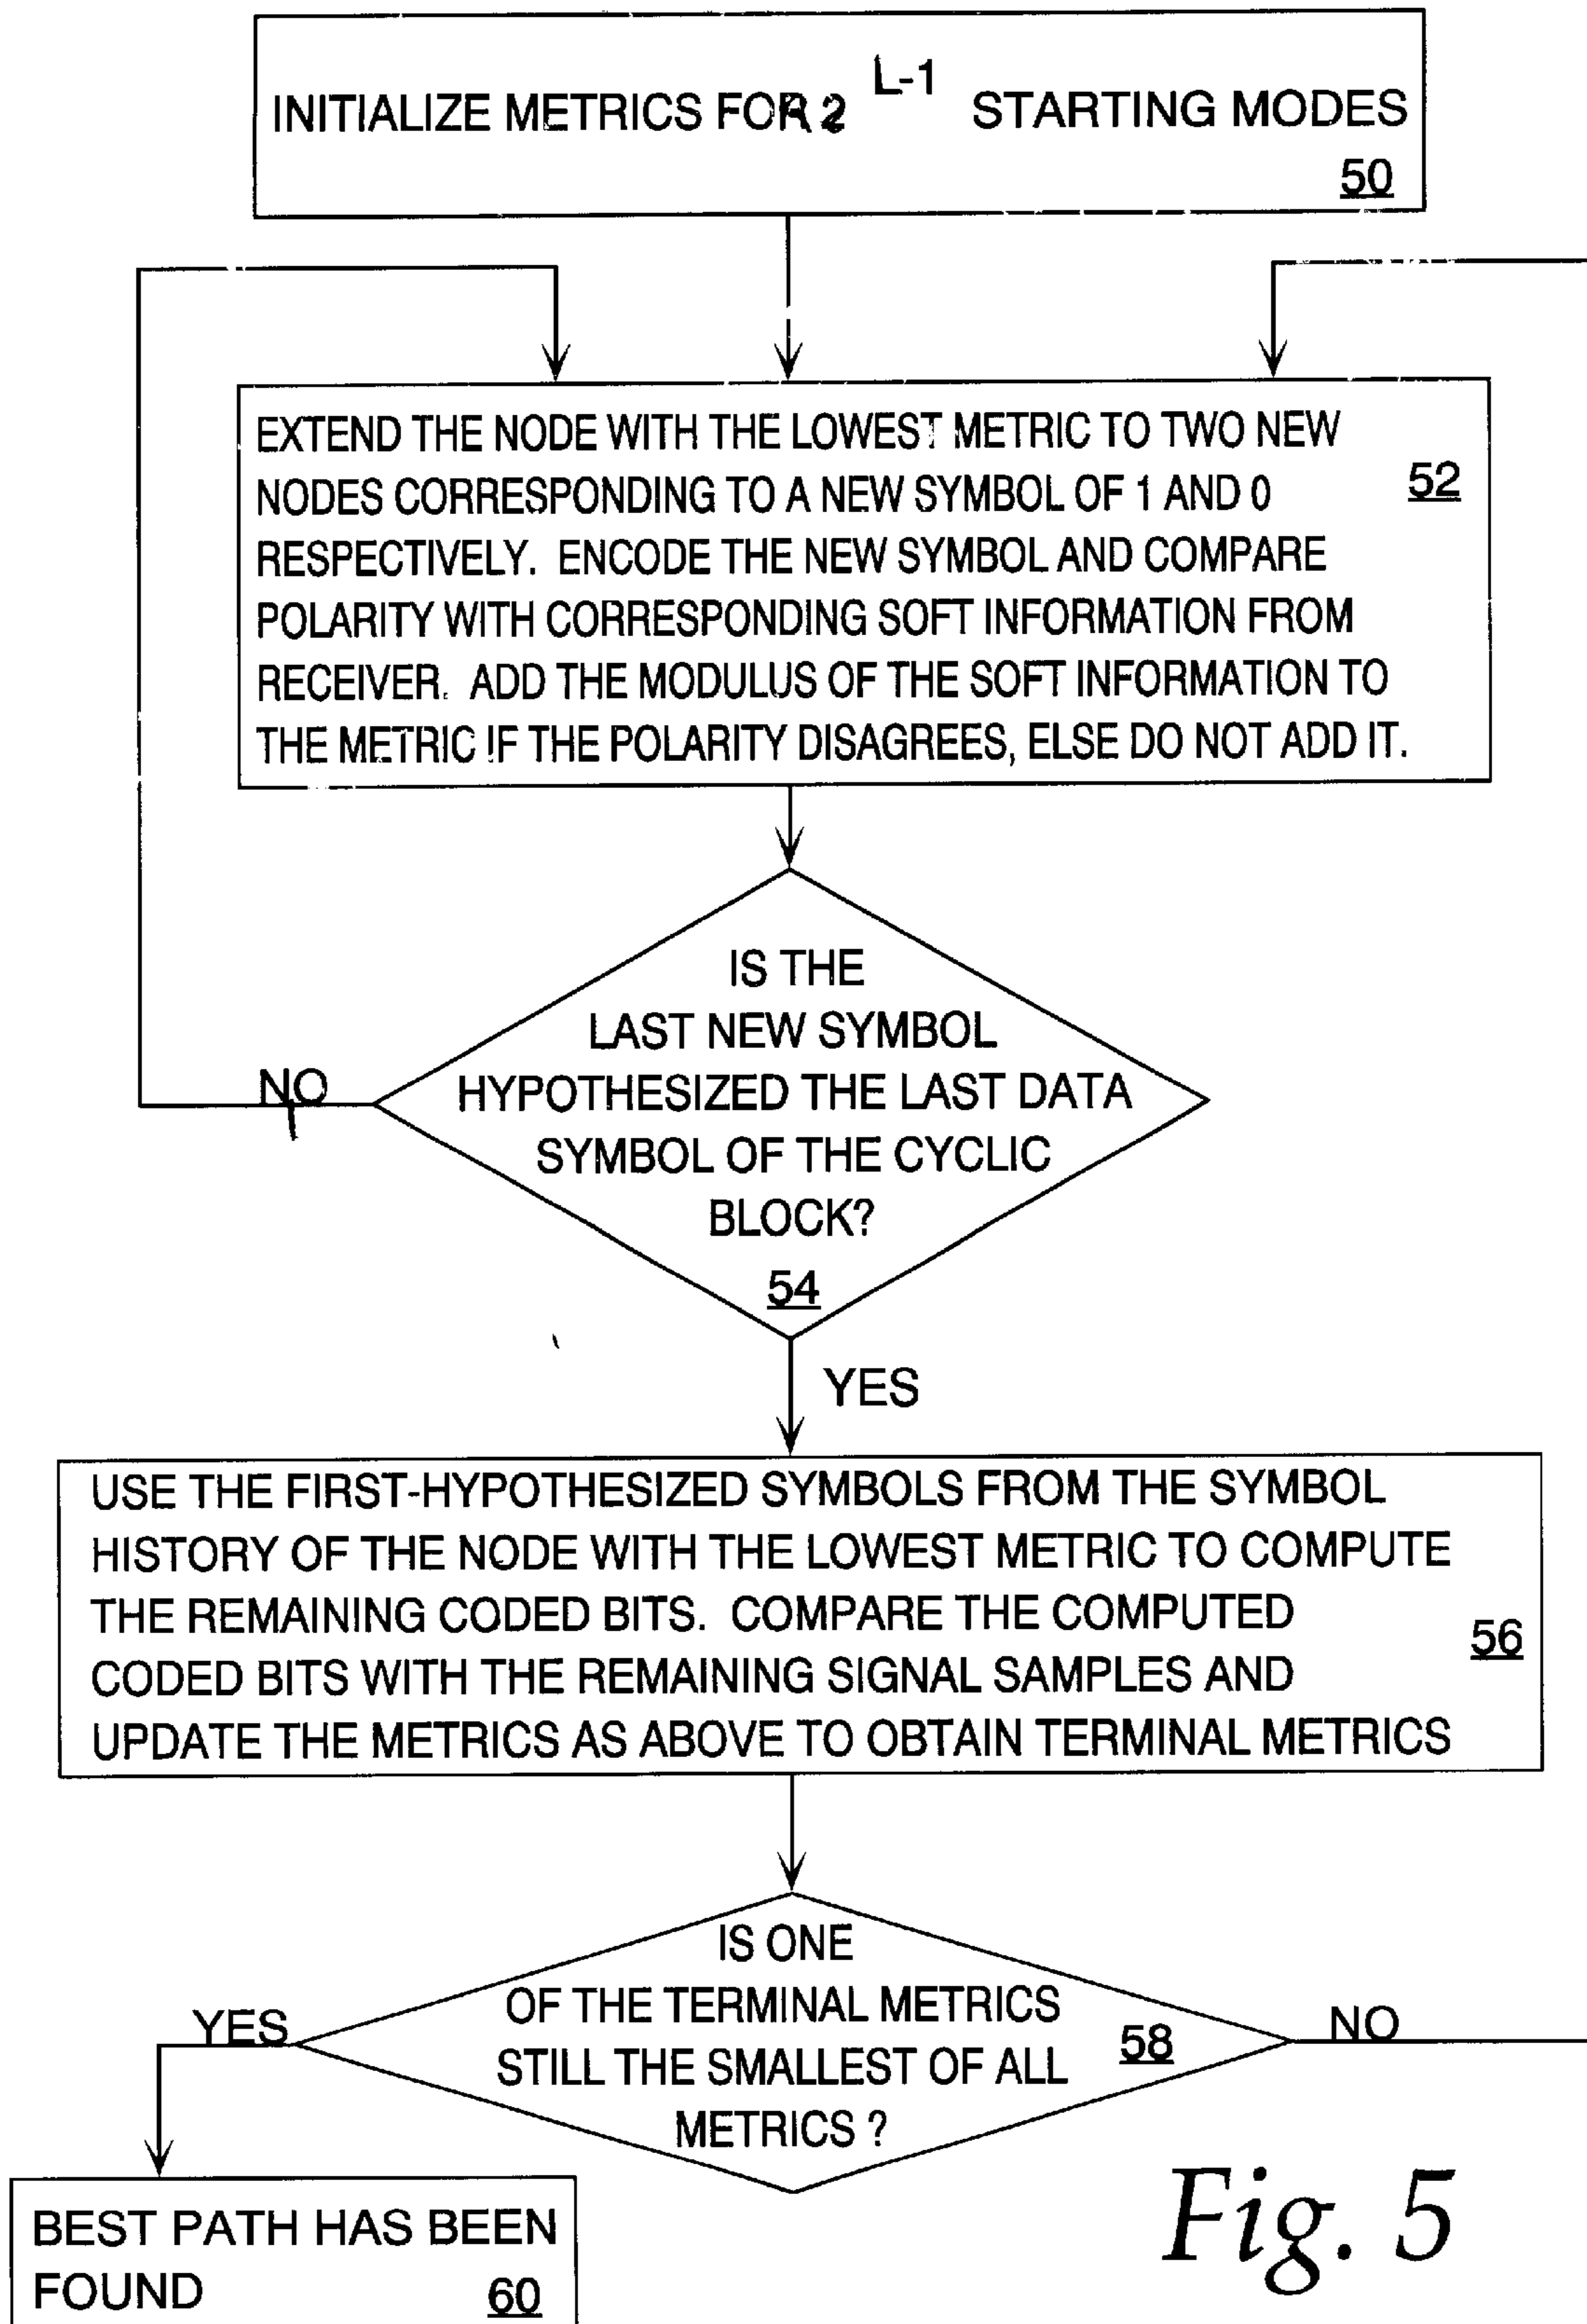 INITIALIZE METRICS FOR 2 L-1 STARTING MODES
50
EXTEND THE NODE WITH THE LOWEST METRIC TO TWO NEW
NODES CORRESPONDING TO A NEW SYMBOL OF 1 AND 0
52
RESPECTIVELY. ENCODE THE NEW SYMBOL AND COMPARE
POLARITY WITH CORRESPONDING SOFT INFORMATION FROM
RECEIVER. ADD THE MODULUS OF THE SOFT INFORMATION TO
THE METRIC IF THE POLARITY DISAGREES, ELSE DO NOT ADD IT.
IS THE
LAST NEW SYMBOL
HYPOTHESIZED THE LAST DATA
SYMBOL OF THE CYCLIC
BLOCK?
54
NO
YES
USE THE FIRST-HYPOTHESIZED SYMBOLS FROM THE SYMBOL
HISTORY OF THE NODE WITH THE LOWEST METRIC TO COMPUTE
THE REMAINING CODED BITS. COMPARE THE COMPUTED
56
CODED BITS WITH THE REMAINING SIGNAL SAMPLES AND
UPDATE THE METRICS AS ABOVE TO OBTAIN TERMINAL METRICS
IS ONE
OF THE TERMINAL METRICS
STILL THE SMALLEST OF ALL
METRICS ?
58
YES
NO
BEST PATH HAS BEEN
FOUND
60
Fig. 5